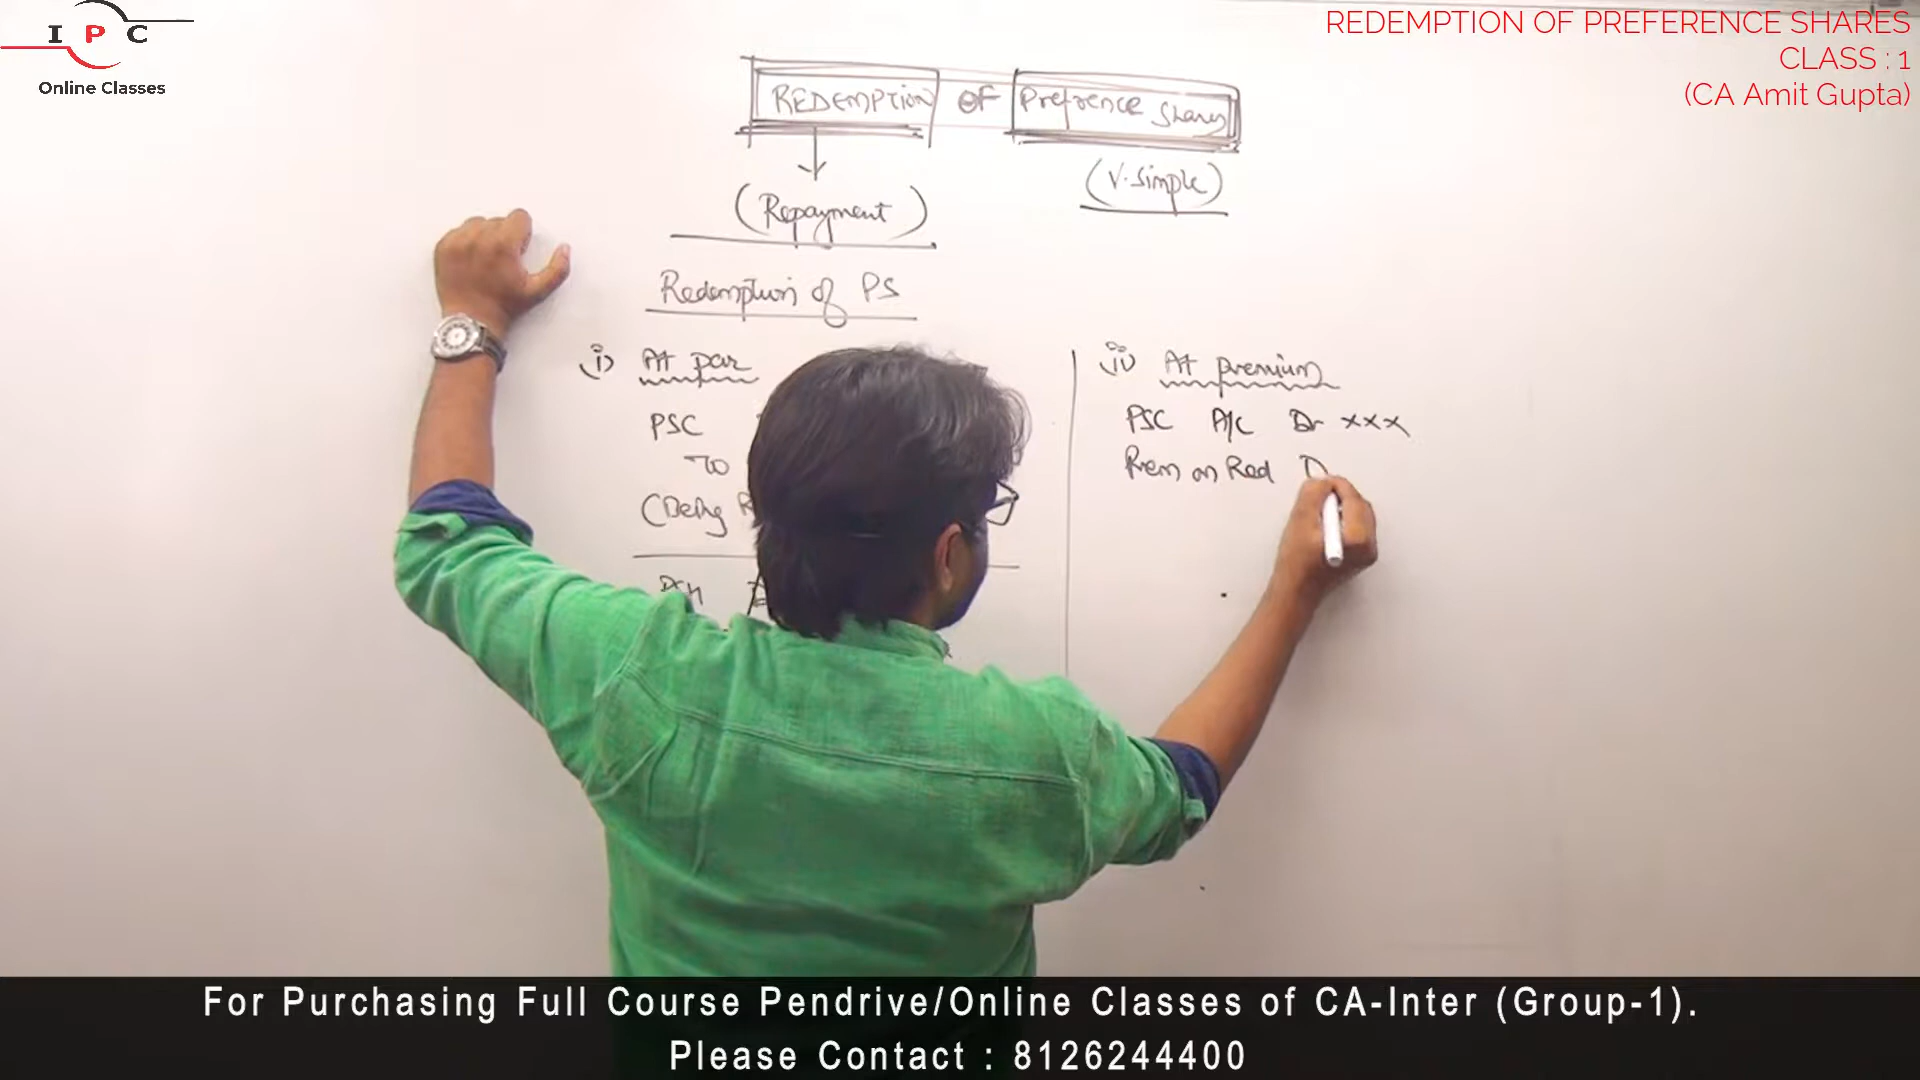 I P C
Online Classes
REDEMPTION OF PREFERENCE SHARES
CLASS : 1
(CA Amit Gupta)
REDEMPTION OF Prefrence Shares
(Repayment)
(V.Simple)
Redemption of PS
(i) At par
PSC
To
(Being
(ii) At premium
PSC A/C Dr xxx
Prem on Red D
For Purchasing Full Course Pendrive/Online Classes of CA-Inter (Group-1).
Please Contact : 8126244400